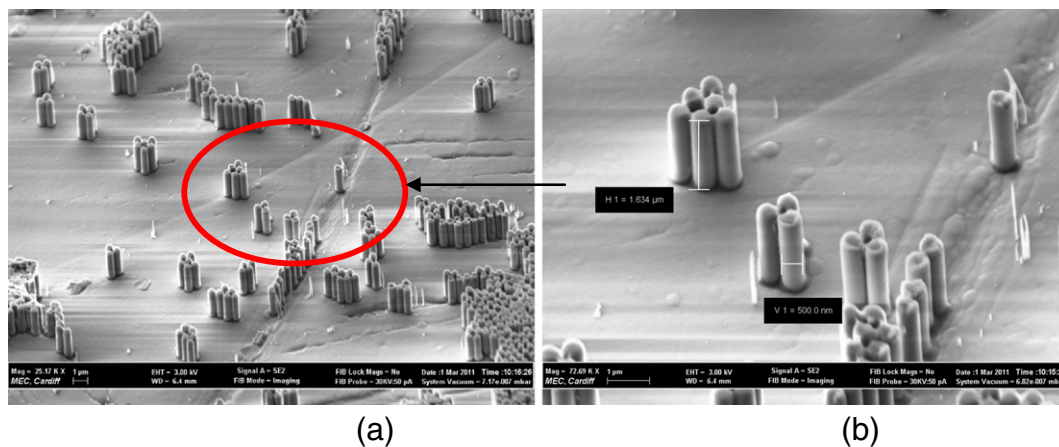 Mag = 25.17 K X
1 µm
EHT = 3.00 kV
Signal A = SE2
FIB Lock Mags = No
Date :1 Mar 2011
Time :10:16:26
MEC, Cardiff
WD = 6.4 mm
FIB Mode = Imaging
FIB Probe = 30KV:50 pA
System Vacuum = 7.17e-007 mbar
(a)
H 1 = 1.634 µm
V 1 = 500.0 nm
Mag = 72.69 K X
1 µm
EHT = 3.00 kV
Signal A = SE2
FIB Lock Mags = No
Date :1 Mar 2011
Time :10:15:
MEC, Cardiff
WD = 6.4 mm
FIB Mode = Imaging
FIB Probe = 30KV:50 pA
System Vacuum = 6.82e-007 mbar
(b)